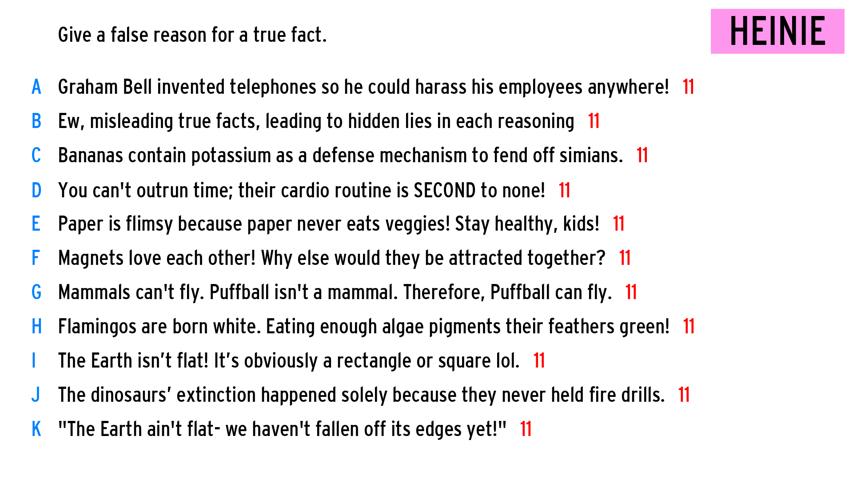 Give a false reason for a true fact.
HEINIE
A Graham Bell invented telephones so he could harass his employees anywhere! 11
B Ew, misleading true facts, leading to hidden lies in each reasoning 11
C Bananas contain potassium as a defense mechanism to fend off simians. 11
D You can't outrun time; their cardio routine is SECOND to none! 11
E Paper is flimsy because paper never eats veggies! Stay healthy, kids! 11
F Magnets love each other! Why else would they be attracted together? 11
G Mammals can't fly. Puffball isn't a mammal. Therefore, Puffball can fly. 11
H Flamingos are born white. Eating enough algae pigments their feathers green! 11
I The Earth isn’t flat! It’s obviously a rectangle or square lol. 11
J The dinosaurs’ extinction happened solely because they never held fire drills. 11
K "The Earth ain't flat- we haven't fallen off its edges yet!" 11